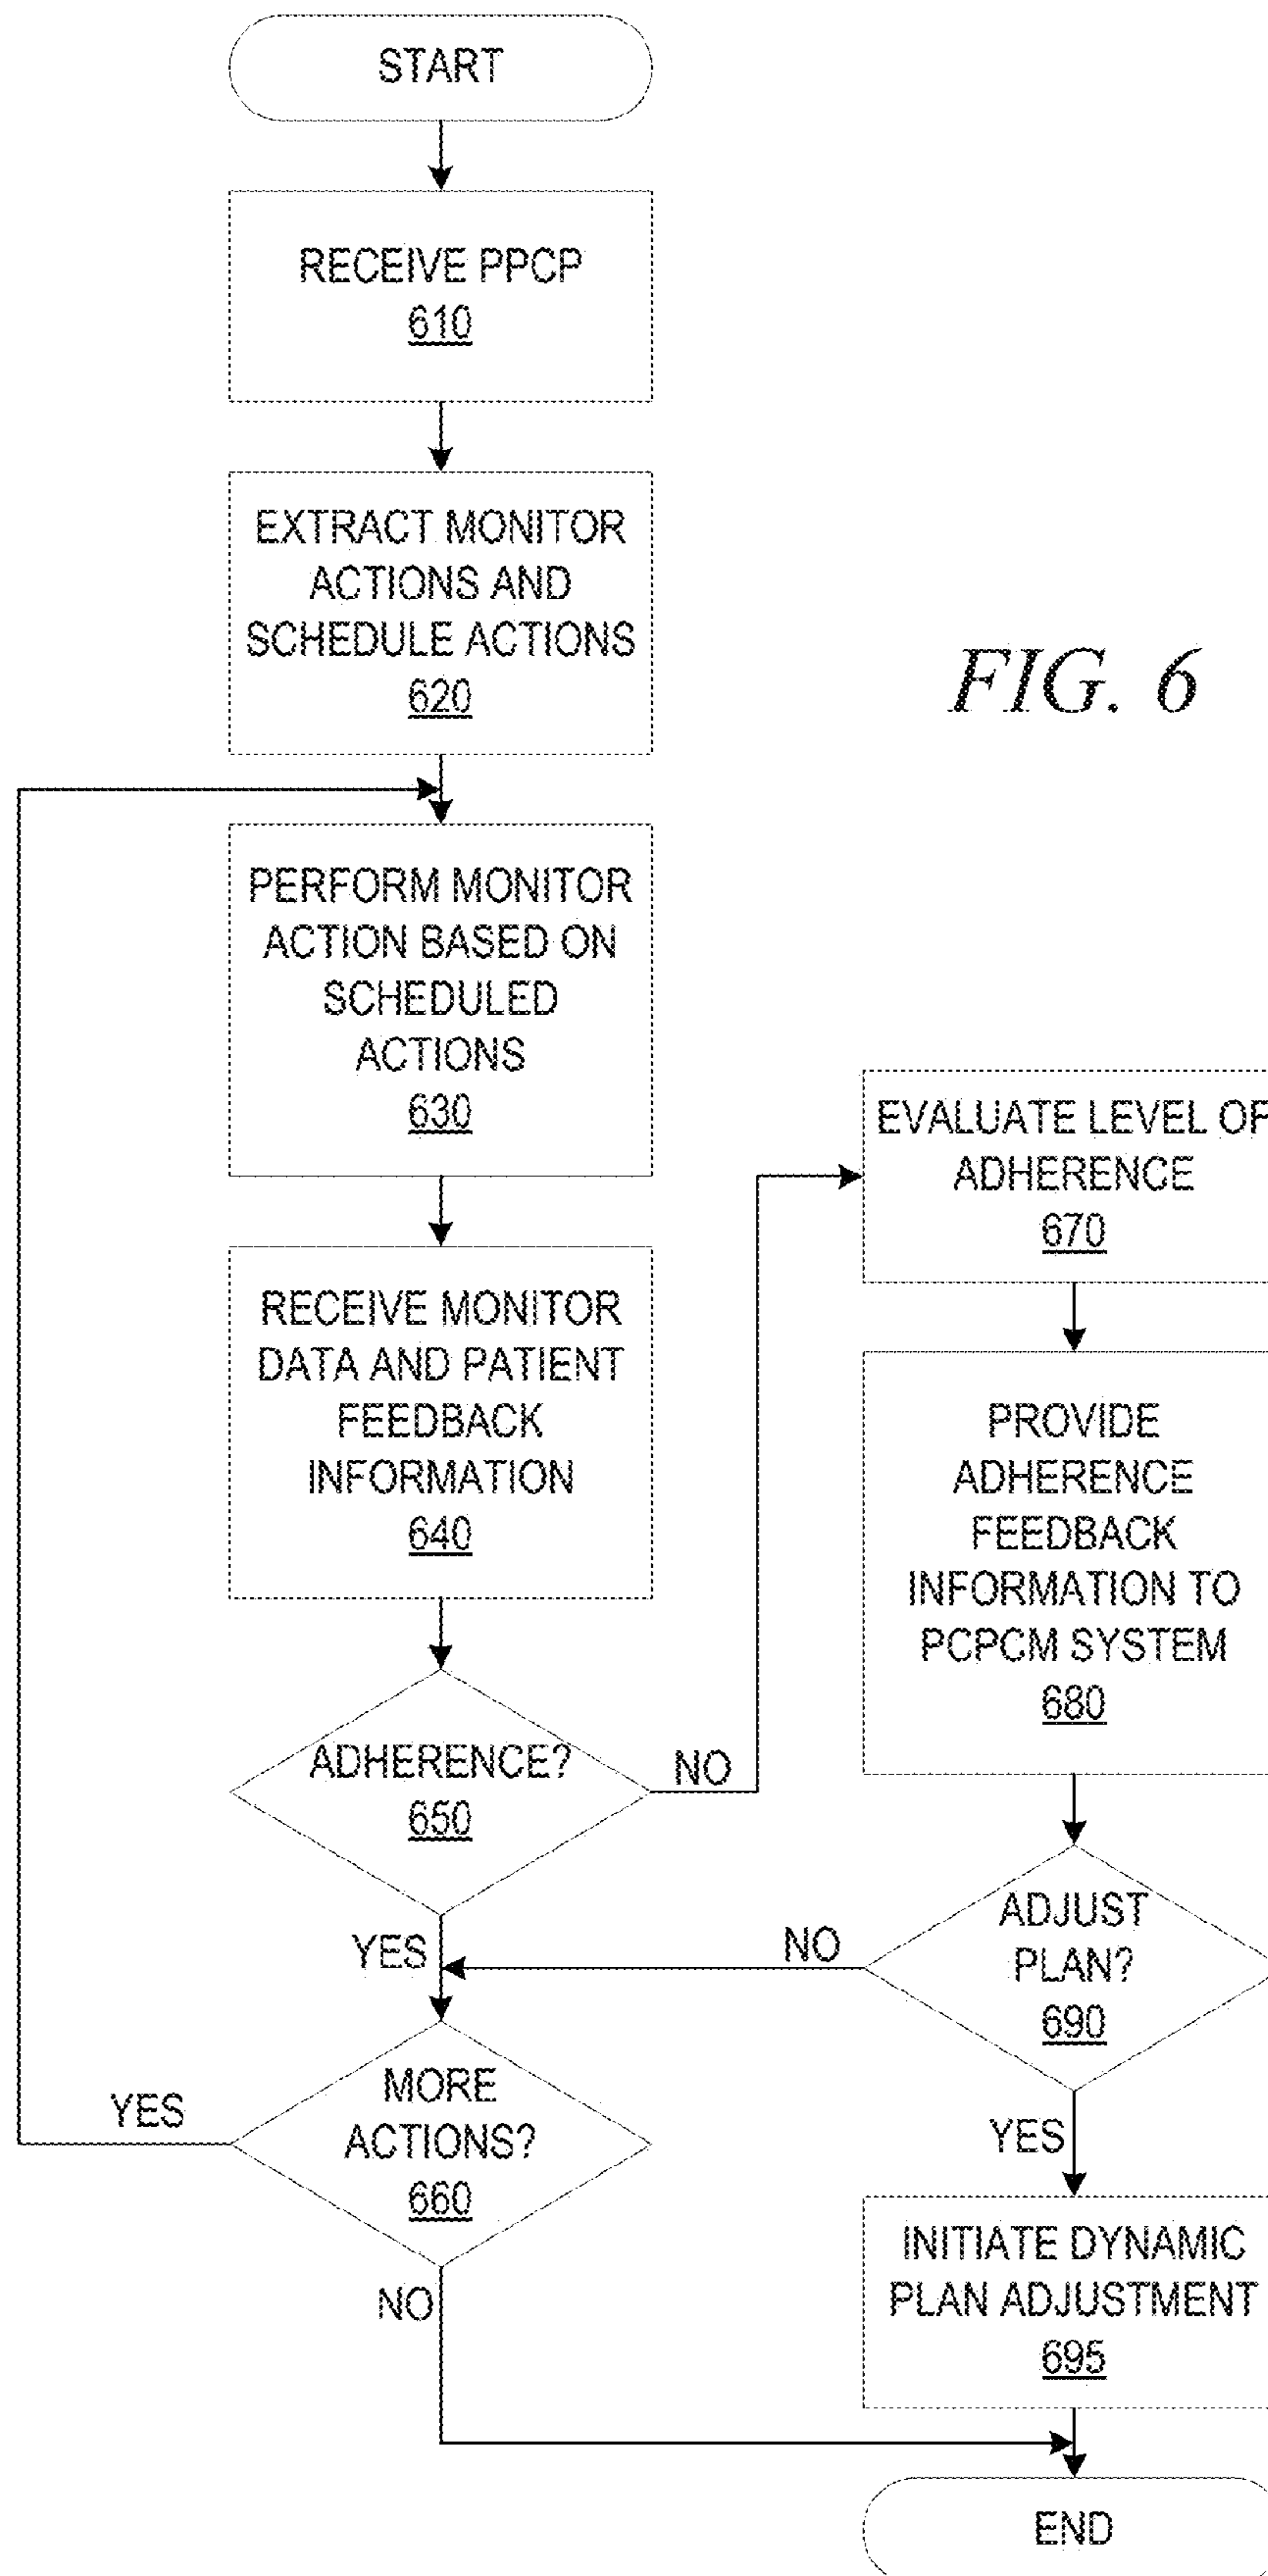 START
RECEIVE PPCP
610
EXTRACT MONITOR
ACTIONS AND
SCHEDULE ACTIONS
620
FIG. 6
PERFORM MONITOR
ACTION BASED ON
SCHEDULED
ACTIONS
630
RECEIVE MONITOR
DATA AND PATIENT
FEEDBACK
INFORMATION
640
ADHERENCE?
650
NO
YES
MORE
ACTIONS?
660
YES
NO
EVALUATE LEVEL OF
ADHERENCE
670
PROVIDE
ADHERENCE
FEEDBACK
INFORMATION TO
PCPCM SYSTEM
680
ADJUST
PLAN?
690
NO
YES
INITIATE DYNAMIC
PLAN ADJUSTMENT
695
END